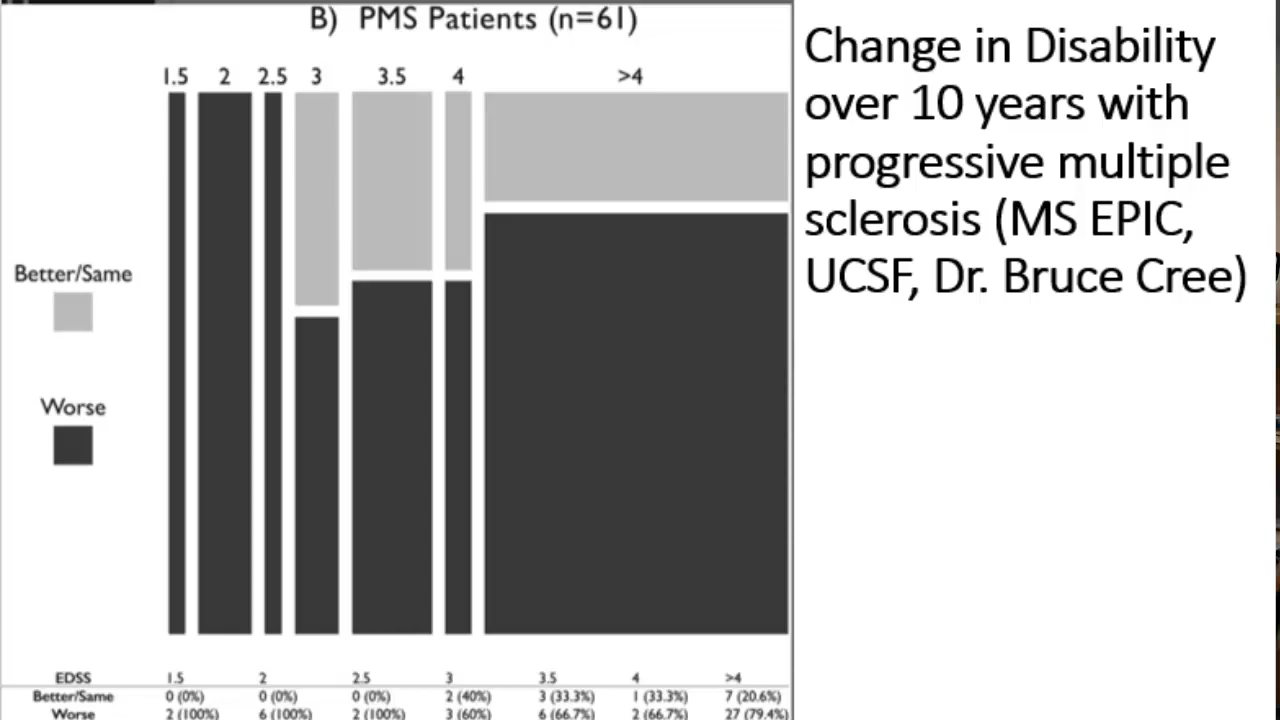 B) PMS Patients (n=61)
1.5 2 2.5 3 3.5 4 >4
Better/Same
Worse
EDSS 1.5 2 2.5 3 3.5 4 >4
Better/Same 0 (0%) 0 (0%) 0 (0%) 2 (40%) 3 (33.3%) 1 (33.3%) 7 (20.6%)
Worse 2 (100%) 6 (100%) 2 (100%) 3 (60%) 6 (66.7%) 2 (66.7%) 27 (79.4%)
Change in Disability
over 10 years with
progressive multiple
sclerosis (MS EPIC,
UCSF, Dr. Bruce Cree)